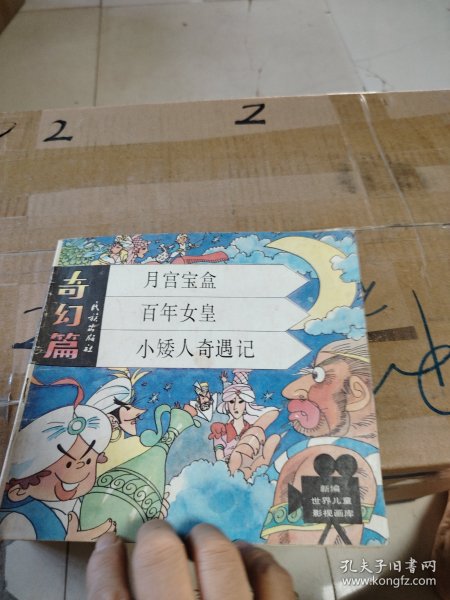 2
2
奇幻篇
民族出版社
月宫宝盒
百年女皇
小矮人奇遇记
新编
世界儿童
影视画库
孔夫子旧书网
www.kongfz.com